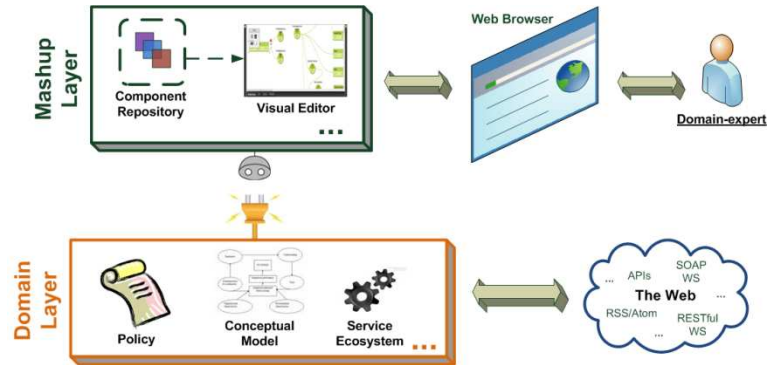 Mashup
Layer
Component
Repository
Visual Editor
...
Web Browser
Domain-expert
Domain
Layer
Policy
Conceptual
Model
Service
Ecosystem
...
... APIs SOAP
WS
The Web ...
RSS/Atom RESTful
... WS